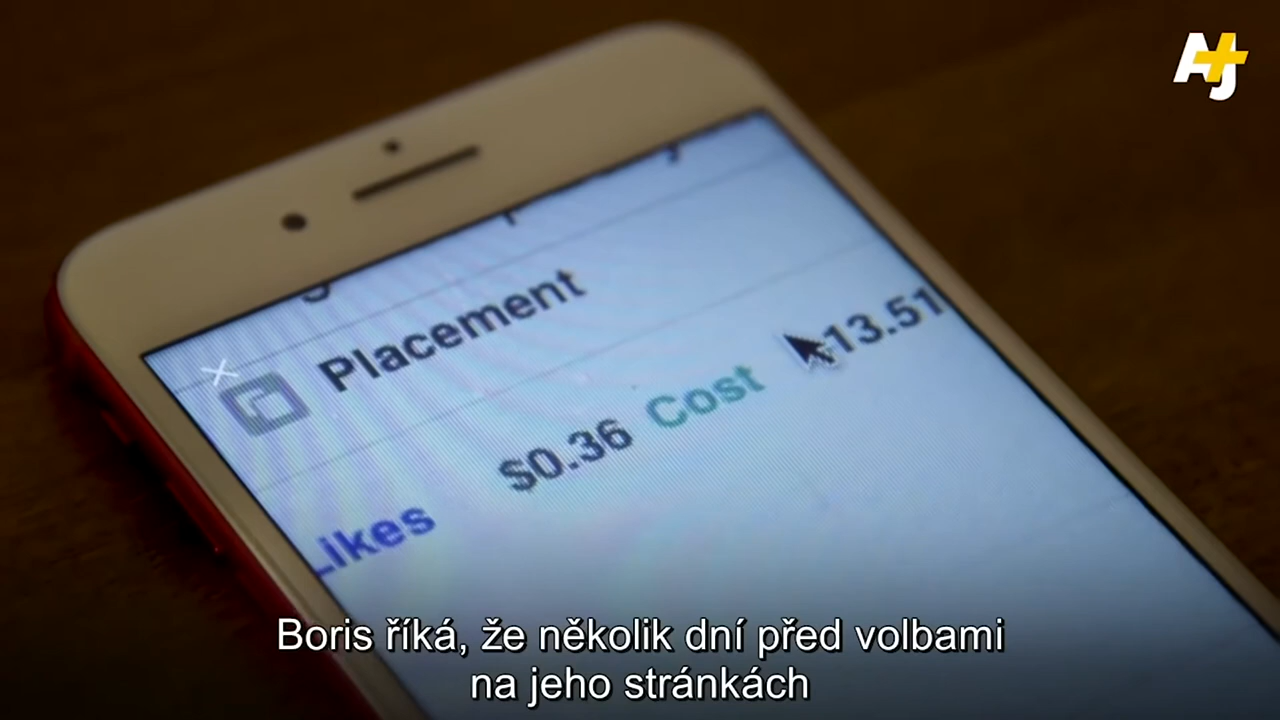 AJ+
Placement
$0.36 Cost
13.51
Likes
Boris říká, že několik dní před volbami
na jeho stránkách